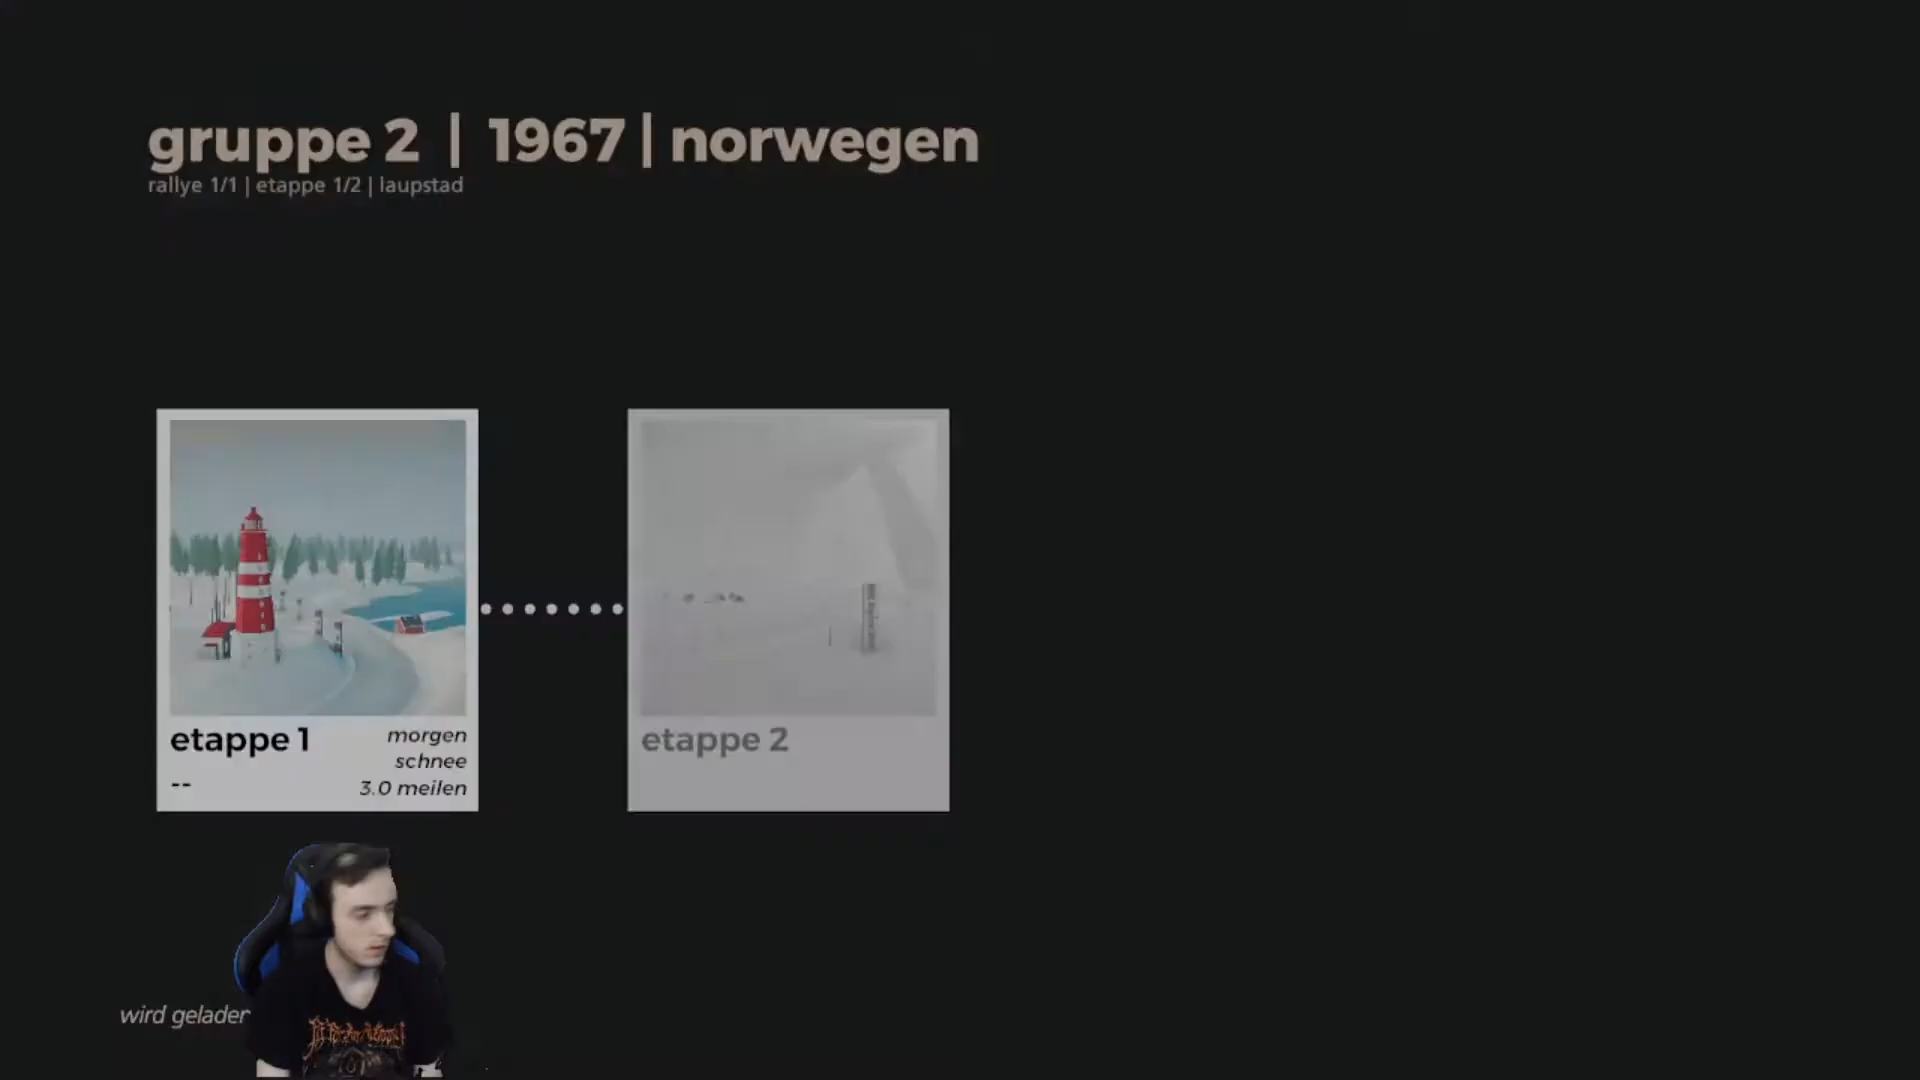 gruppe 2 | 1967 | norwegen
rallye 1/1 | etappe 1/2 | laupstad
etappe 1
morgen
schnee
--
3.0 meilen
etappe 2
wird gelade